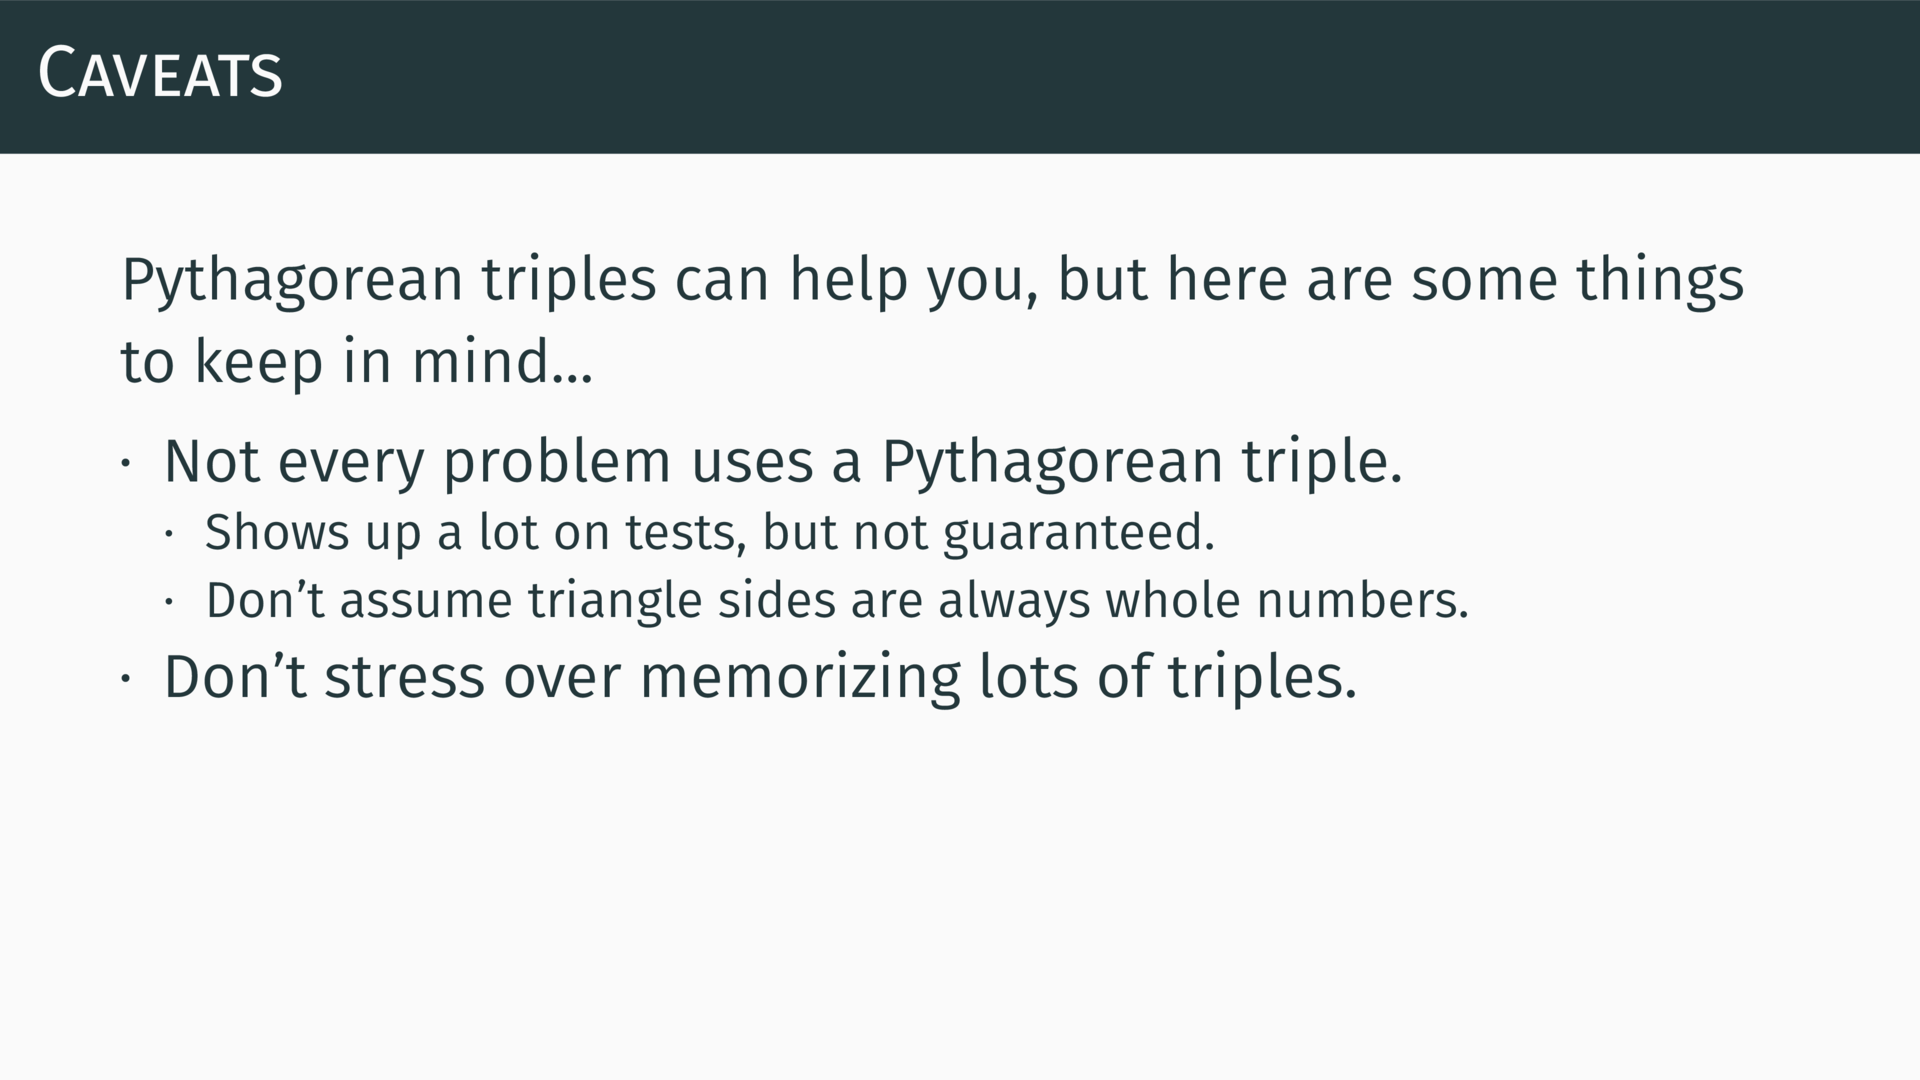 CAVEATS
Pythagorean triples can help you, but here are some things
to keep in mind...
· Not every problem uses a Pythagorean triple.
· Shows up a lot on tests, but not guaranteed.
· Don’t assume triangle sides are always whole numbers.
· Don’t stress over memorizing lots of triples.